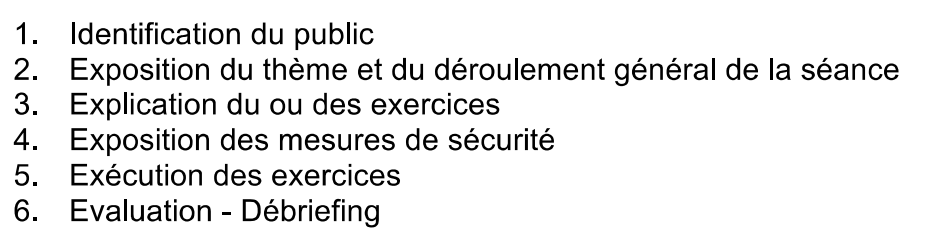 1. Identification du public
2. Exposition du thème et du déroulement général de la séance
3. Explication du ou des exercices
4. Exposition des mesures de sécurité
5. Exécution des exercices
6. Evaluation - Débriefing